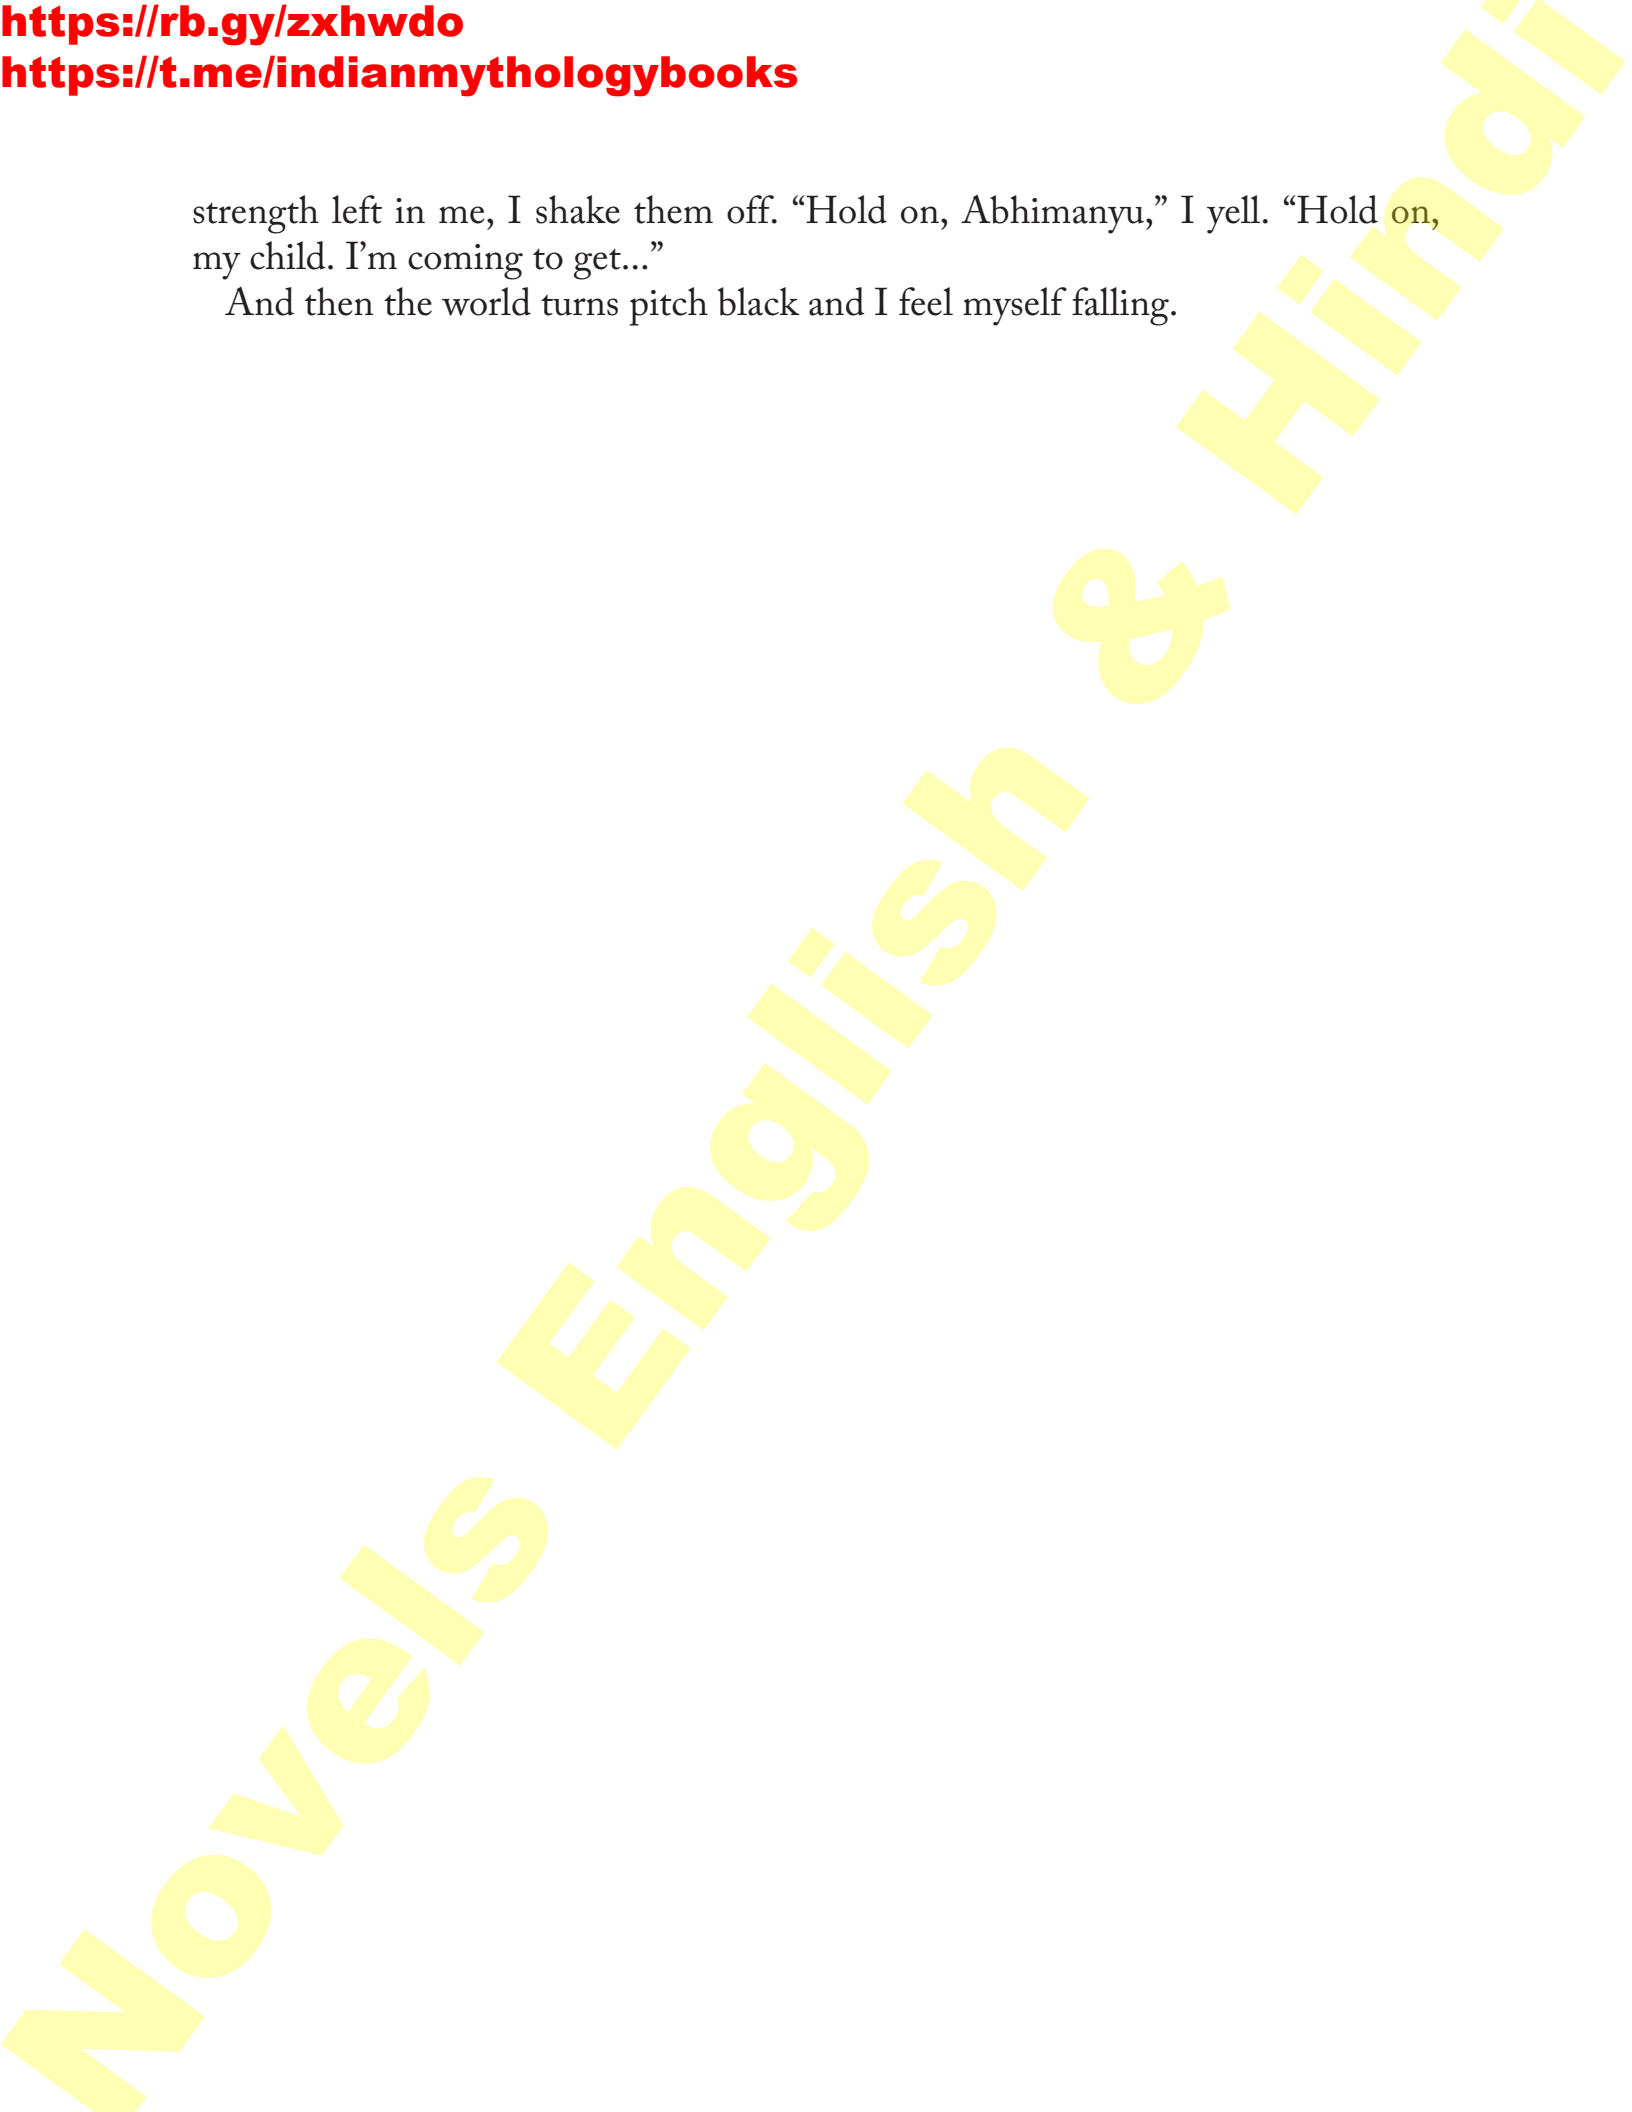 https://rb.gy/zxhwdo
https://t.me/indianmythologybooks
strength left in me, I shake them off. “Hold on, Abhimanyu,” I yell. “Hold on,
my child. I’m coming to get...”
And then the world turns pitch black and I feel myself falling.
Novels English & Hindi